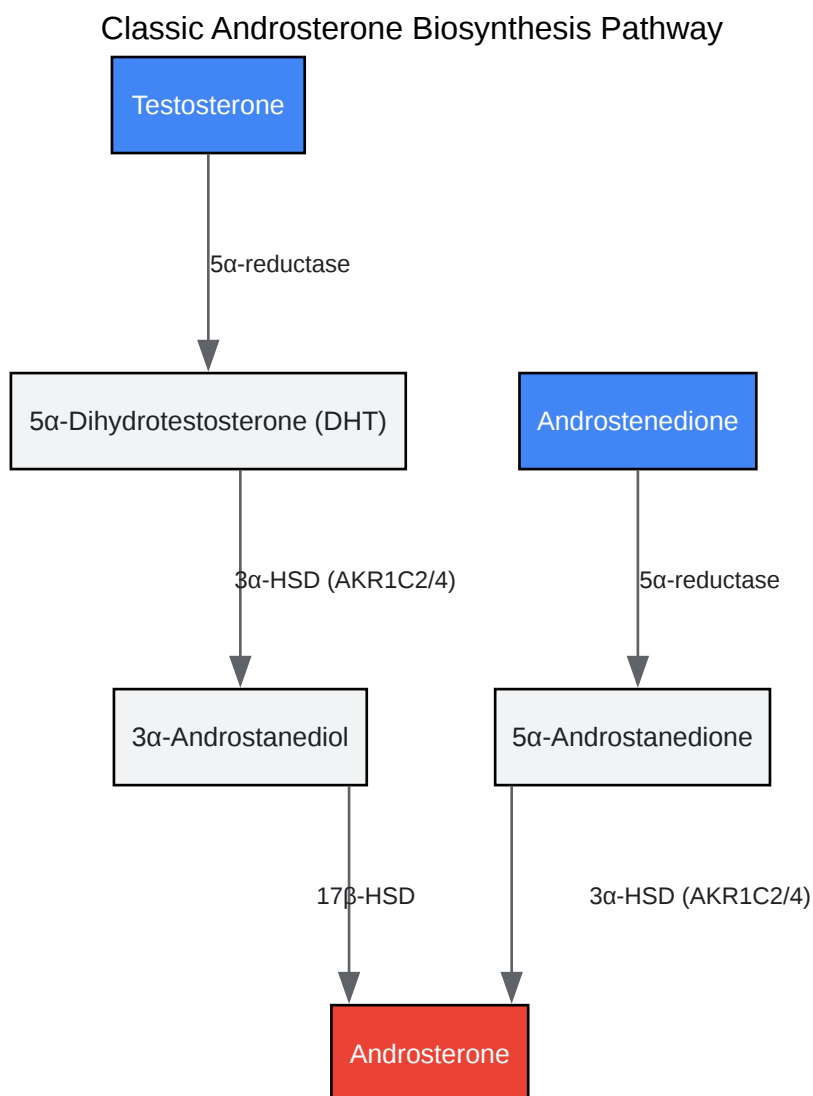 Classic Androsterone Biosynthesis Pathway
Testosterone
5α-reductase
5α-Dihydrotestosterone (DHT)
Androstenedione
3α-HSD (AKR1C2/4)
5α-reductase
3α-Androstanediol
5α-Androstanedione
17β-HSD
3α-HSD (AKR1C2/4)
Androsterone